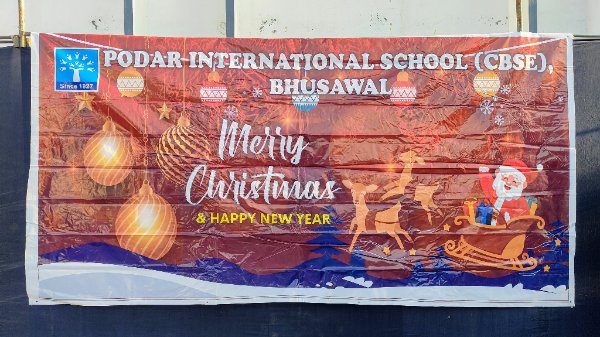 PODAR INTERNATIONAL SCHOOL (CBSE),
BHUSAWAL
Since 1927
Merry
Christmas
& HAPPY NEW YEAR